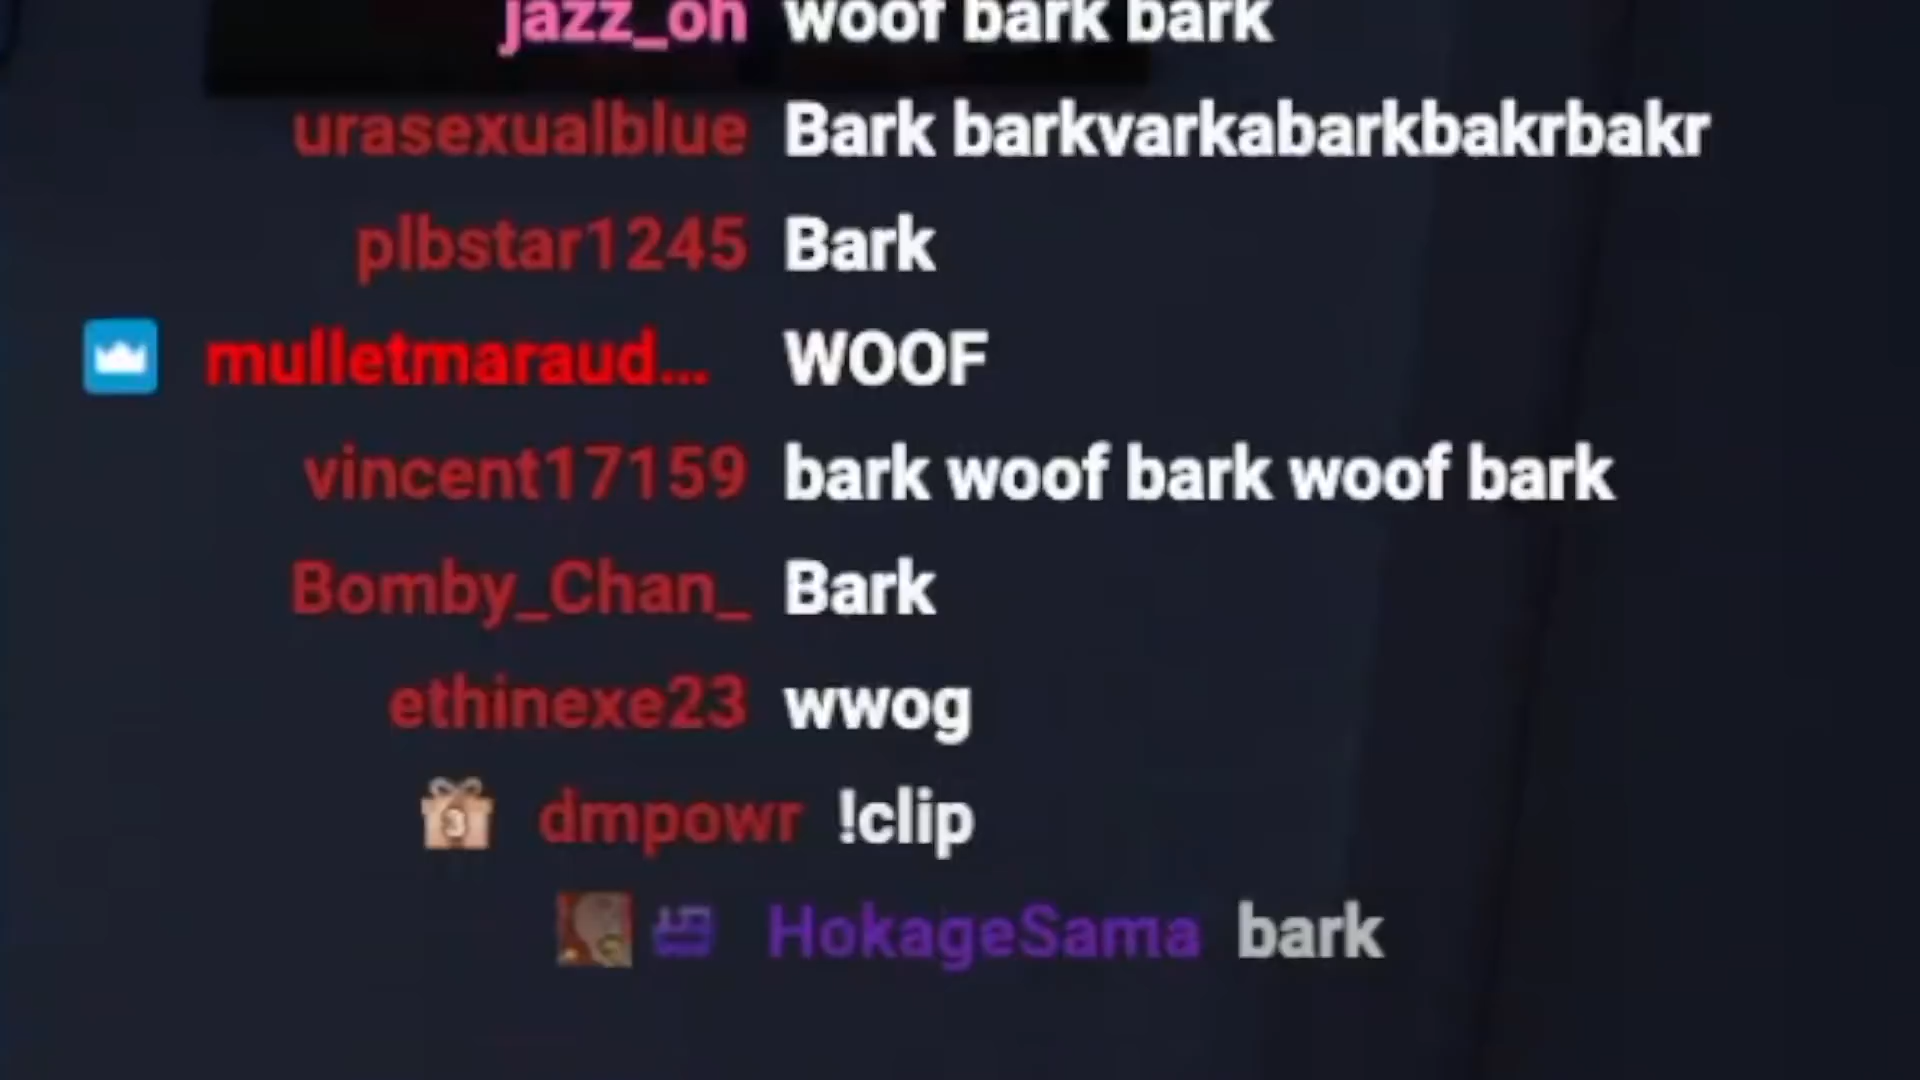 jazz_oh woof bark bark
urasexualblue Bark barkvarkabarkbakrbakr
plbstar1245 Bark
mulletmaraud... WOOF
vincent17159 bark woof bark woof bark
Bomby_Chan_ Bark
ethinexe23 wwog
3 dmpowr !clip
HokageSama bark